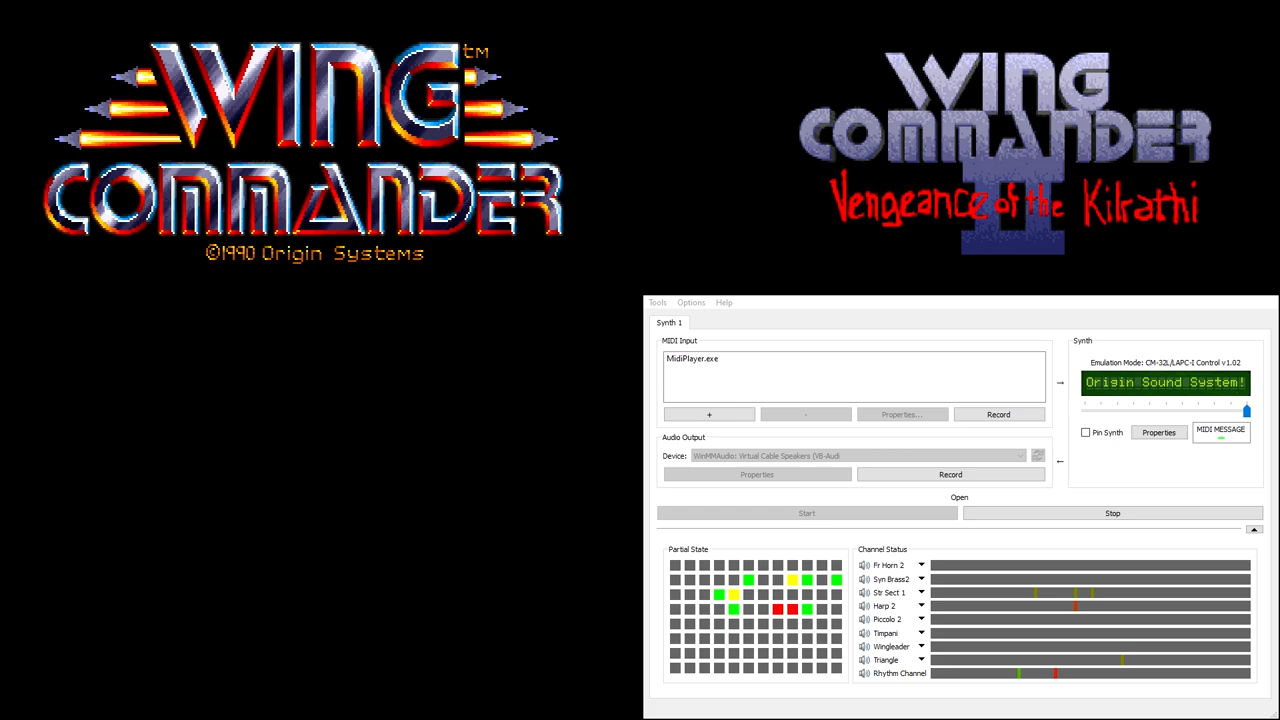 WING TM
COMMANDER
©1990 Origin Systems
WING
COMMANDER
II
Vengeance of the Kilrathi
Tools Options Help
Synth 1
MIDI Input
MidiPlayer.exe
+ - Properties... Record
Audio Output
Device: WinMMAudio: Virtual Cable Speakers (VB-Audi
Properties Record
Synth
Emulation Mode: CM-32L/LAPC-I Control v1.02
Origin Sound System!
Pin Synth Properties MIDI MESSAGE
Open
Start Stop
Partial State
Channel Status
Fr Horn 2
Syn Brass2
Str Sect 1
Harp 2
Piccolo 2
Timpani
Wingleader
Triangle
Rhythm Channel